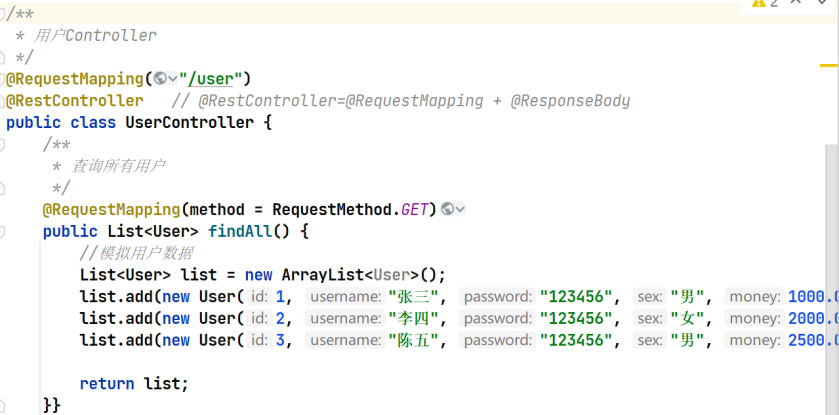 2
/**
 * 用户Controller
 */
@RequestMapping("/user")
@RestController   // @RestController=@RequestMapping + @ResponseBody
public class UserController {
    /**
     * 查询所有用户
     */
    @RequestMapping(method = RequestMethod.GET)
    public List<User> findAll() {
        //模拟用户数据
        List<User> list = new ArrayList<User>();
        list.add(new User( id: 1,  username: "张三",  password: "123456",  sex: "男",  money: 1000.0
        list.add(new User( id: 2,  username: "李四",  password: "123456",  sex: "女",  money: 2000.0
        list.add(new User( id: 3,  username: "陈五",  password: "123456",  sex: "男",  money: 2500.0
        return list;
    }}